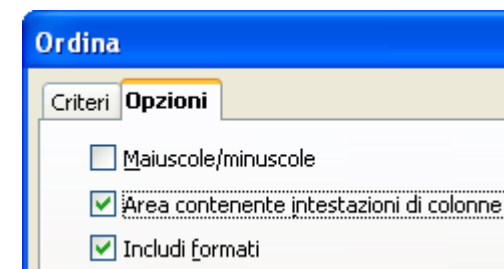 Ordina
Criteri Opzioni
Maiuscole/minuscole
Area contenente intestazioni di colonne
Includi formati